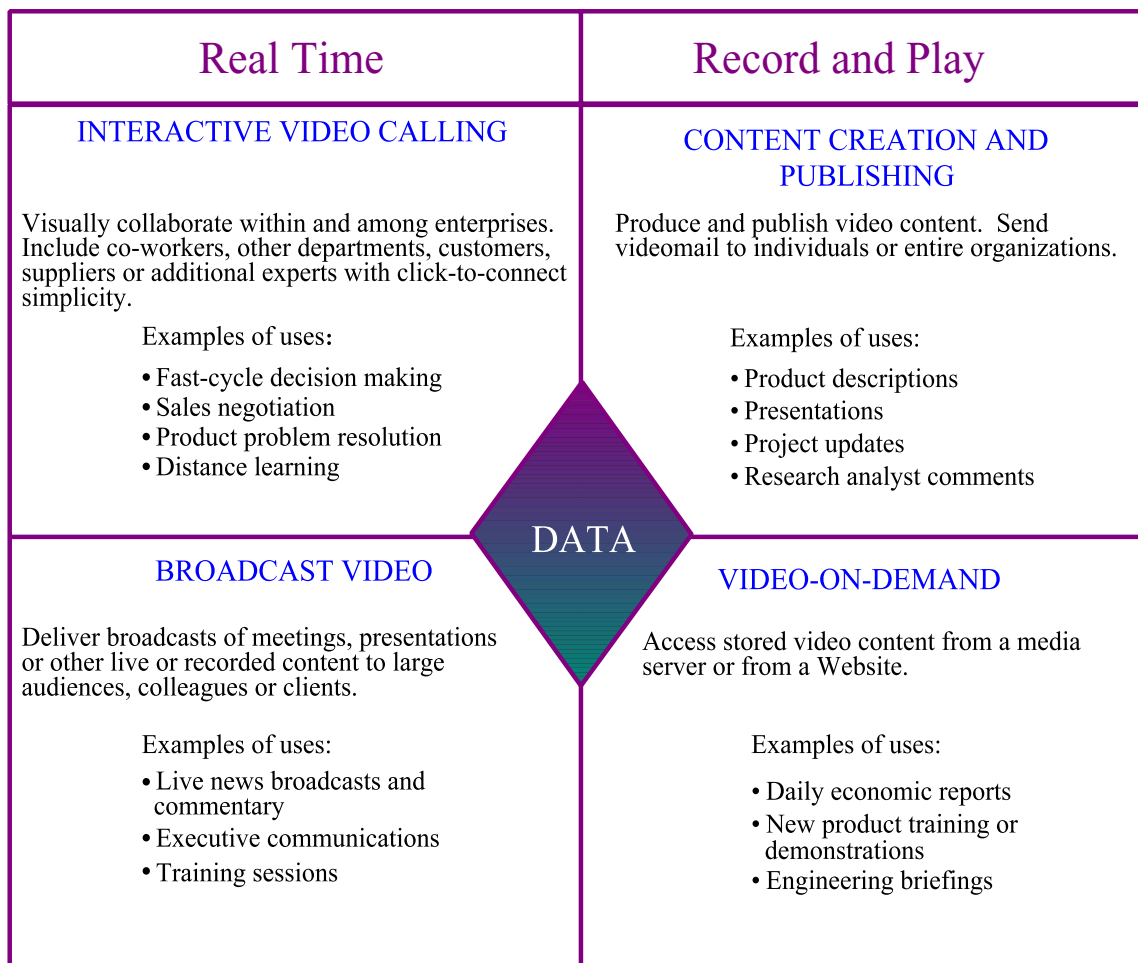 Real Time
Record and Play
INTERACTIVE VIDEO CALLING
Visually collaborate within and among enterprises.
Include co-workers, other departments, customers,
suppliers or additional experts with click-to-connect
simplicity.
Examples of uses:
• Fast-cycle decision making
• Sales negotiation
• Product problem resolution
• Distance learning
CONTENT CREATION AND
PUBLISHING
Produce and publish video content.  Send
videomail to individuals or entire organizations.
Examples of uses:
• Product descriptions
• Presentations
• Project updates
• Research analyst comments
DATA
BROADCAST VIDEO
Deliver broadcasts of meetings, presentations
or other live or recorded content to large
audiences, colleagues or clients.
Examples of uses:
• Live news broadcasts and
commentary
• Executive communications
• Training sessions
VIDEO-ON-DEMAND
Access stored video content from a media
server or from a Website.
Examples of uses:
• Daily economic reports
• New product training or
demonstrations
• Engineering briefings